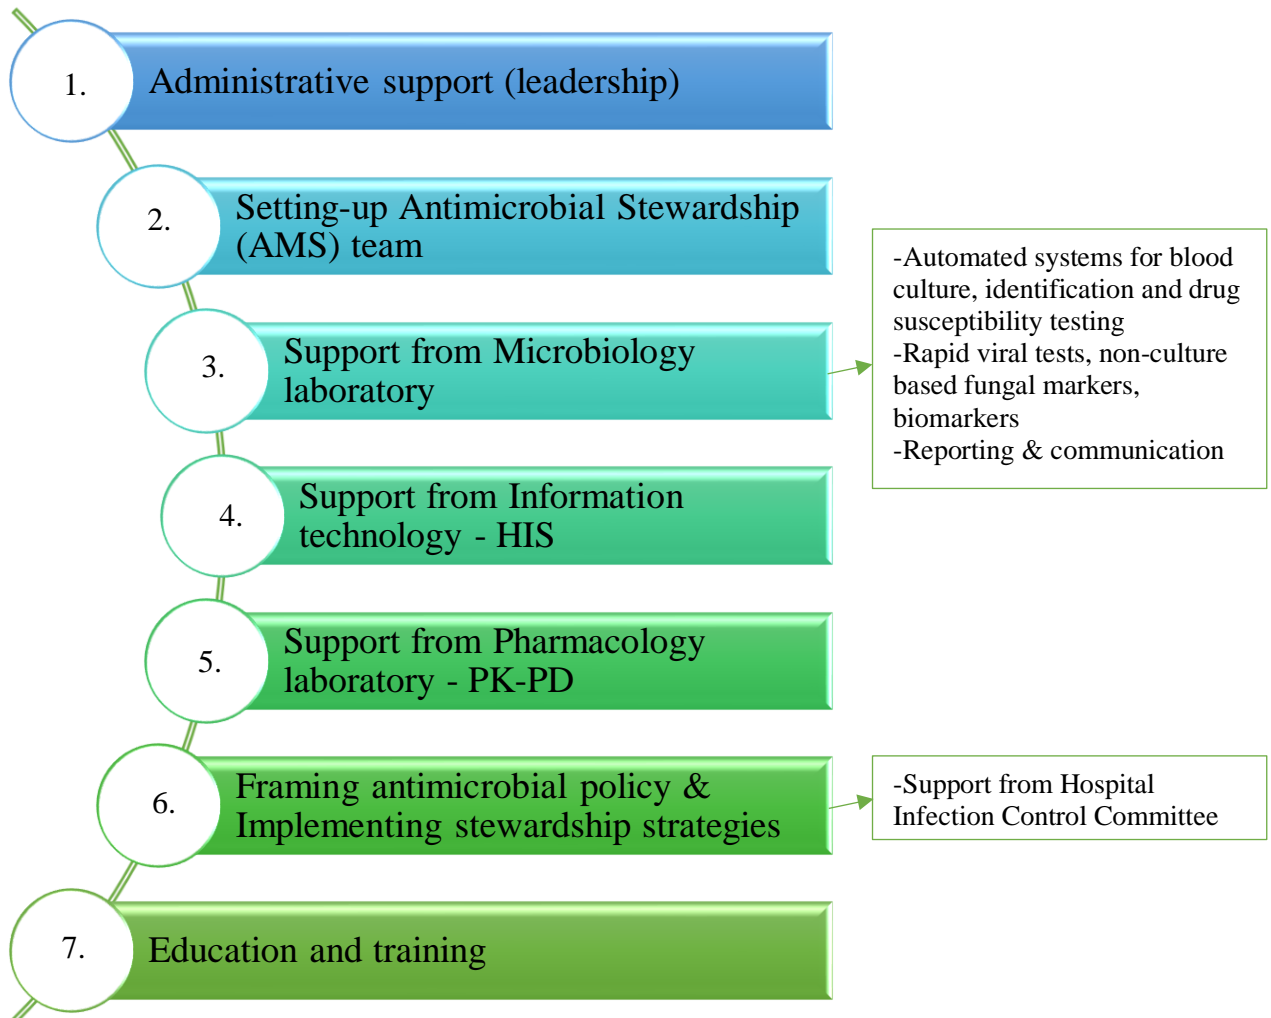 1.
Administrative support (leadership)
2.
Setting-up Antimicrobial Stewardship
(AMS) team
3.
Support from Microbiology
laboratory
-Automated systems for blood
culture, identification and drug
susceptibility testing
-Rapid viral tests, non-culture
based fungal markers,
biomarkers
-Reporting & communication
4.
Support from Information
technology - HIS
5.
Support from Pharmacology
laboratory - PK-PD
6.
Framing antimicrobial policy &
Implementing stewardship strategies
-Support from Hospital
Infection Control Committee
7.
Education and training